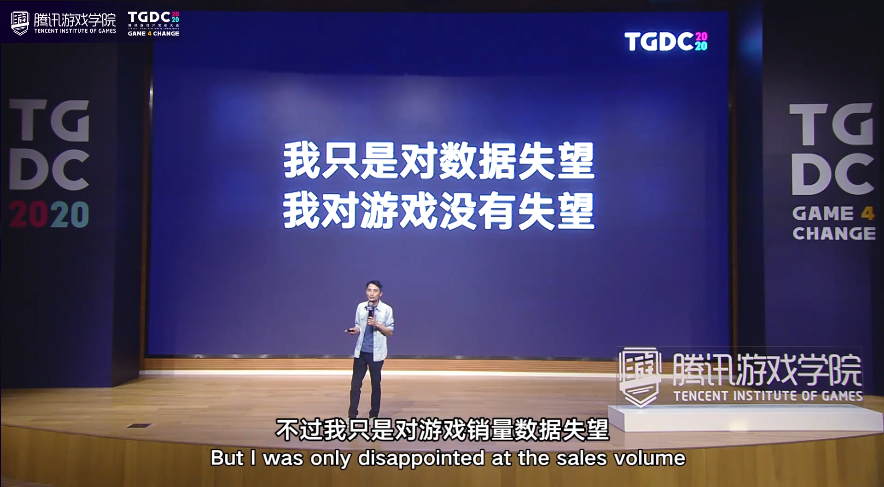 腾讯游戏学院
TENCENT INSTITUTE OF GAMES
TGDC 2020
GAME 4 CHANGE
TGDC 2020
TG
DC
2020
我只是对数据失望
我对游戏没有失望
TG
DC
GAME 4
CHANGE
腾讯游戏学院
TENCENT INSTITUTE OF GAMES
不过我只是对游戏销量数据失望
But I was only disappointed at the sales volume